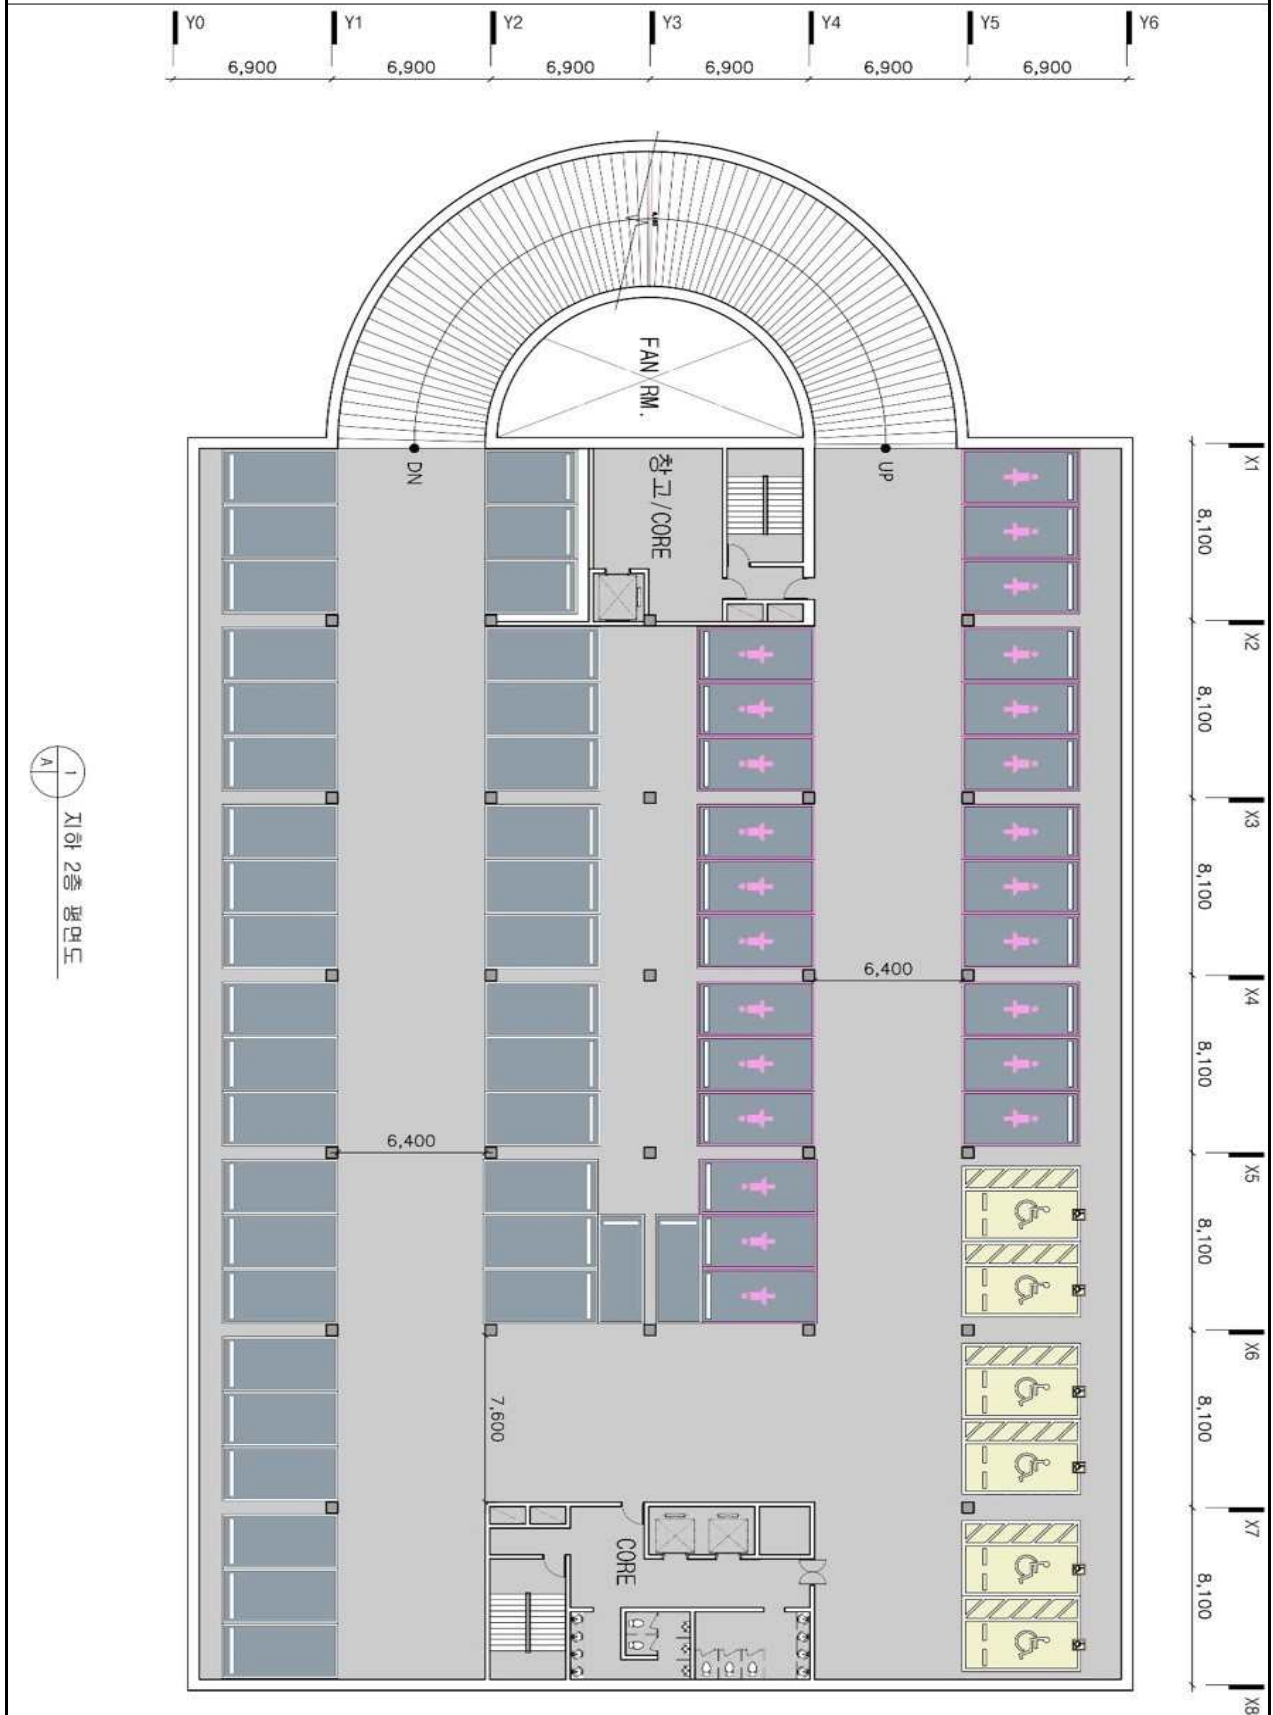 Y0 Y1 Y2 Y3 Y4 Y5 Y6
6,900 6,900 6,900 6,900 6,900 6,900
FAN RM.
DN
UP
창고/CORE
X1
8,100
X2
8,100
X3
8,100
X4
6,400
8,100
X5
6,400
8,100
X6
7,600
8,100
X7
CORE
8,100
X8
1
A
지하 2층 평면도